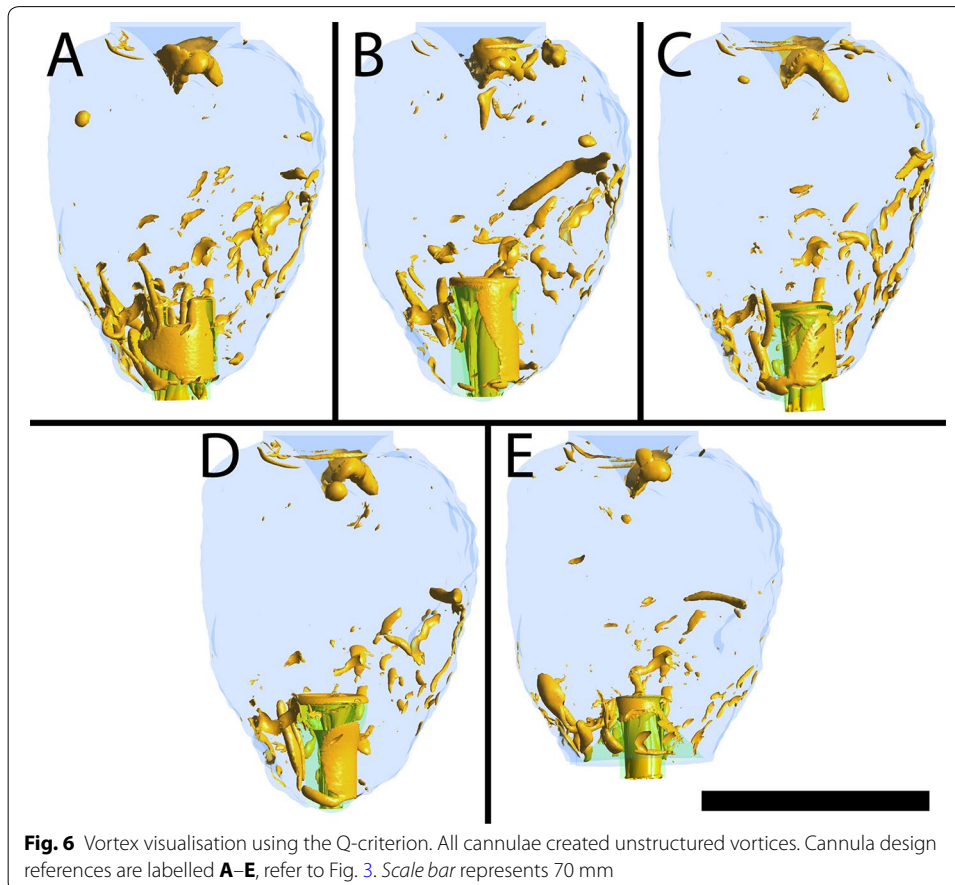 A
B
C
D
E
Fig. 6 Vortex visualisation using the Q-criterion. All cannulae created unstructured vortices. Cannula design
references are labelled A–E, refer to Fig. 3. Scale bar represents 70 mm